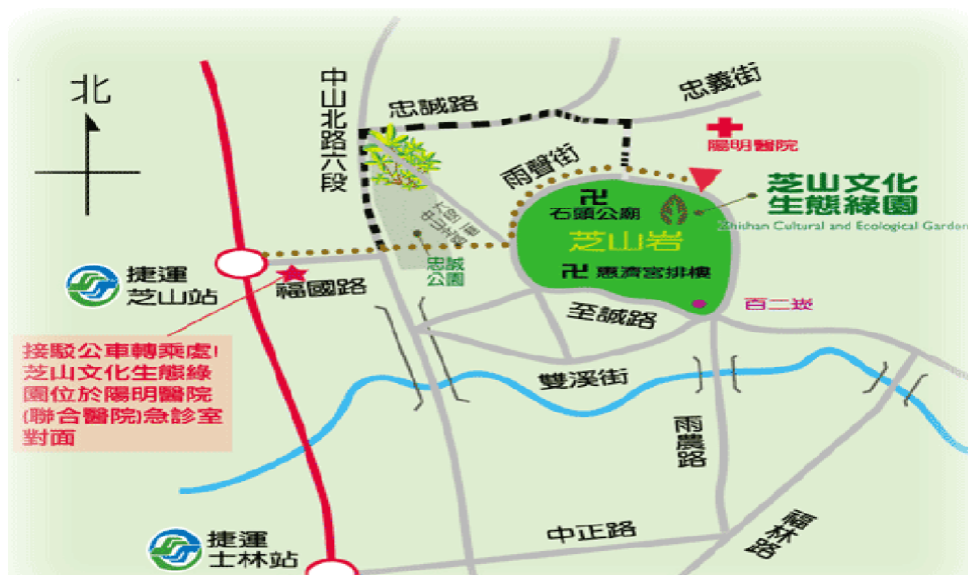 北
中山北路六段
忠誠路
忠義街
陽明醫院
雨聲街
石頭公廟
芝山文化
生態綠園
Zhishan Cultural and Ecological Garden
芝山岩
惠濟宮排樓
忠誠
公園
捷運
芝山站
福國路
至誠路
百二崁
接駁公車轉乘處!
芝山文化生態綠
園位於陽明醫院
(聯合醫院)急診室
對面
雙溪街
雨農路
中正路
福林路
捷運
士林站